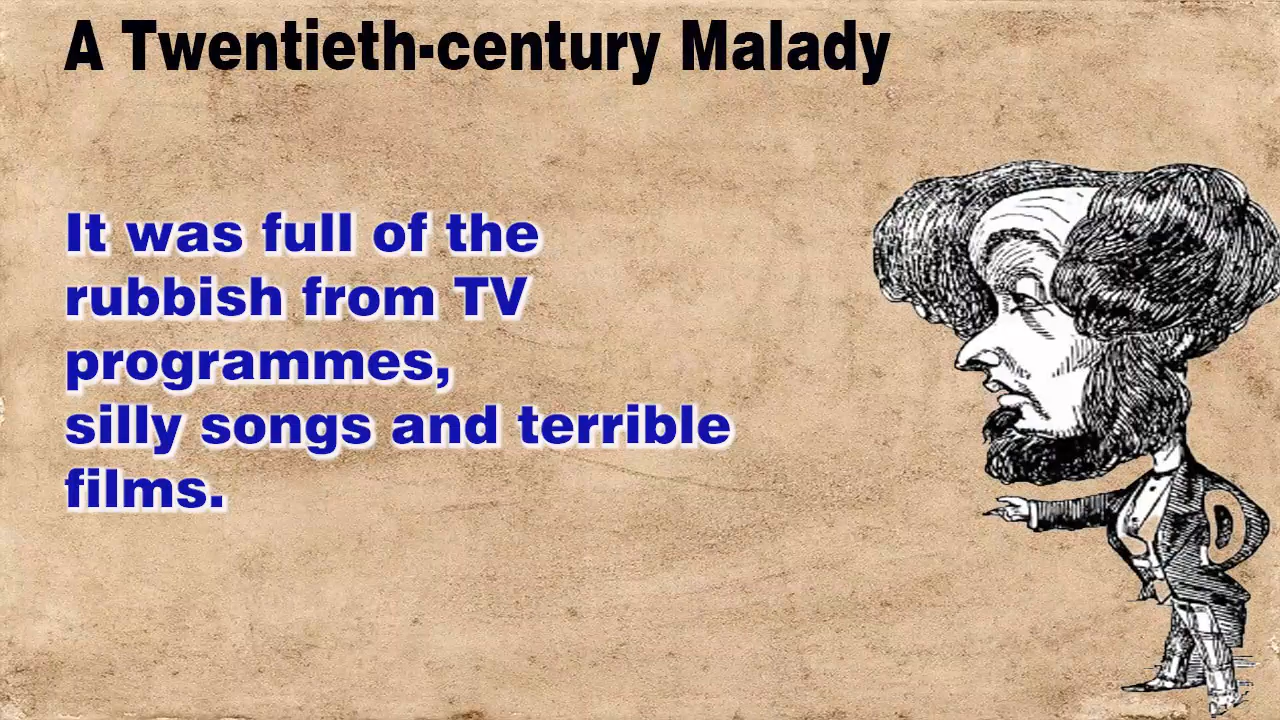 A Twentieth-century Malady
It was full of the
rubbish from TV
programmes,
silly songs and terrible
films.